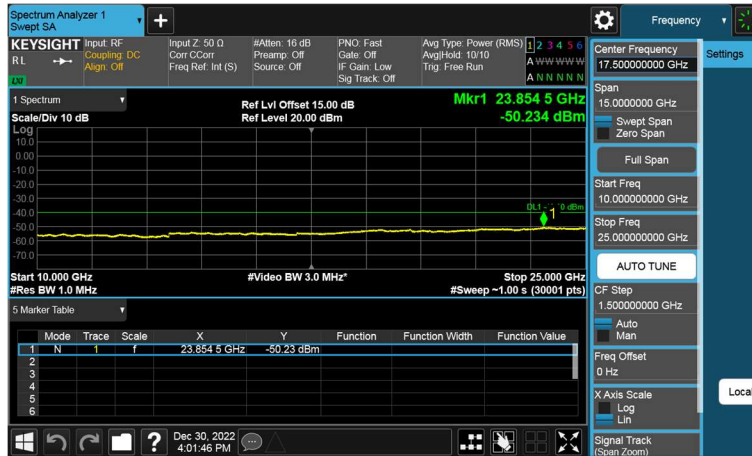 Spectrum Analyzer 1
Swept SA
Frequency
KEYSIGHT
RL
LXI
Input: RF
Coupling: DC
Align: Off
Input Z: 50 Ω
Corr CCorr
Freq Ref: Int (S)
#Atten: 16 dB
Preamp: Off
Source: Off
PNO: Fast
Gate: Off
IF Gain: Low
Sig Track: Off
Avg Type: Power (RMS)
Avg|Hold: 10/10
Trig: Free Run
1 2 3 4 5 6
A W W W W W
A N N N N N
1 Spectrum
Scale/Div 10 dB
Ref Lvl Offset 15.00 dB
Ref Level 20.00 dBm
Mkr1 23.854 5 GHz
-50.234 dBm
Log
10.0
0.00
-10.0
-20.0
-30.0
-40.0
-50.0
-60.0
-70.0
1
Start 10.000 GHz
#Res BW 1.0 MHz
#Video BW 3.0 MHz*
Stop 25.000 GHz
#Sweep ~1.00 s (30001 pts)
5 Marker Table
Mode Trace Scale X Y Function Function Width Function Value
1 N 1 f 23.854 5 GHz -50.23 dBm
2
3
4
5
6
Dec 30, 2022
4:01:46 PM
Center Frequency
17.500000000 GHz
Span
15.0000000 GHz
Swept Span
Zero Span
Full Span
Start Freq
10.000000000 GHz
Stop Freq
25.000000000 GHz
AUTO TUNE
CF Step
1.500000000 GHz
Auto
Man
Freq Offset
0 Hz
X Axis Scale
Log
Lin
Signal Track
(Span Zoom)
Settings
Local